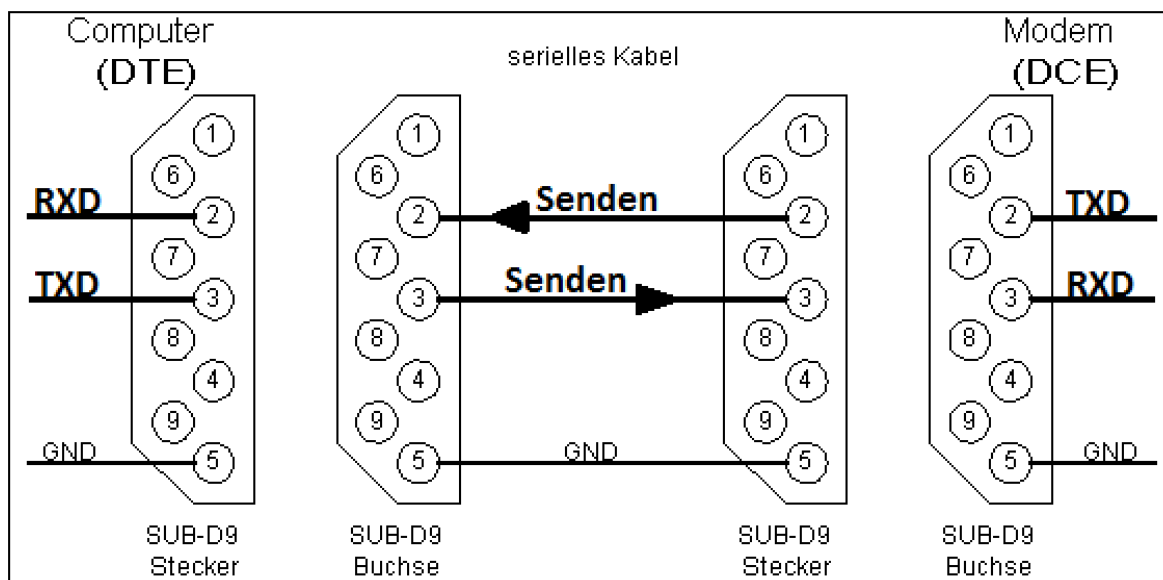 Computer
(DTE)
serielles Kabel
Modem
(DCE)
1
1
1
1
6
6
6
6
RXD
2
2
Senden
2
2
TXD
7
7
7
7
TXD
3
3
Senden
3
3
RXD
8
8
8
8
4
4
4
4
9
9
9
9
GND
5
5
GND
5
5
GND
SUB-D9
Stecker
SUB-D9
Buchse
SUB-D9
Stecker
SUB-D9
Buchse